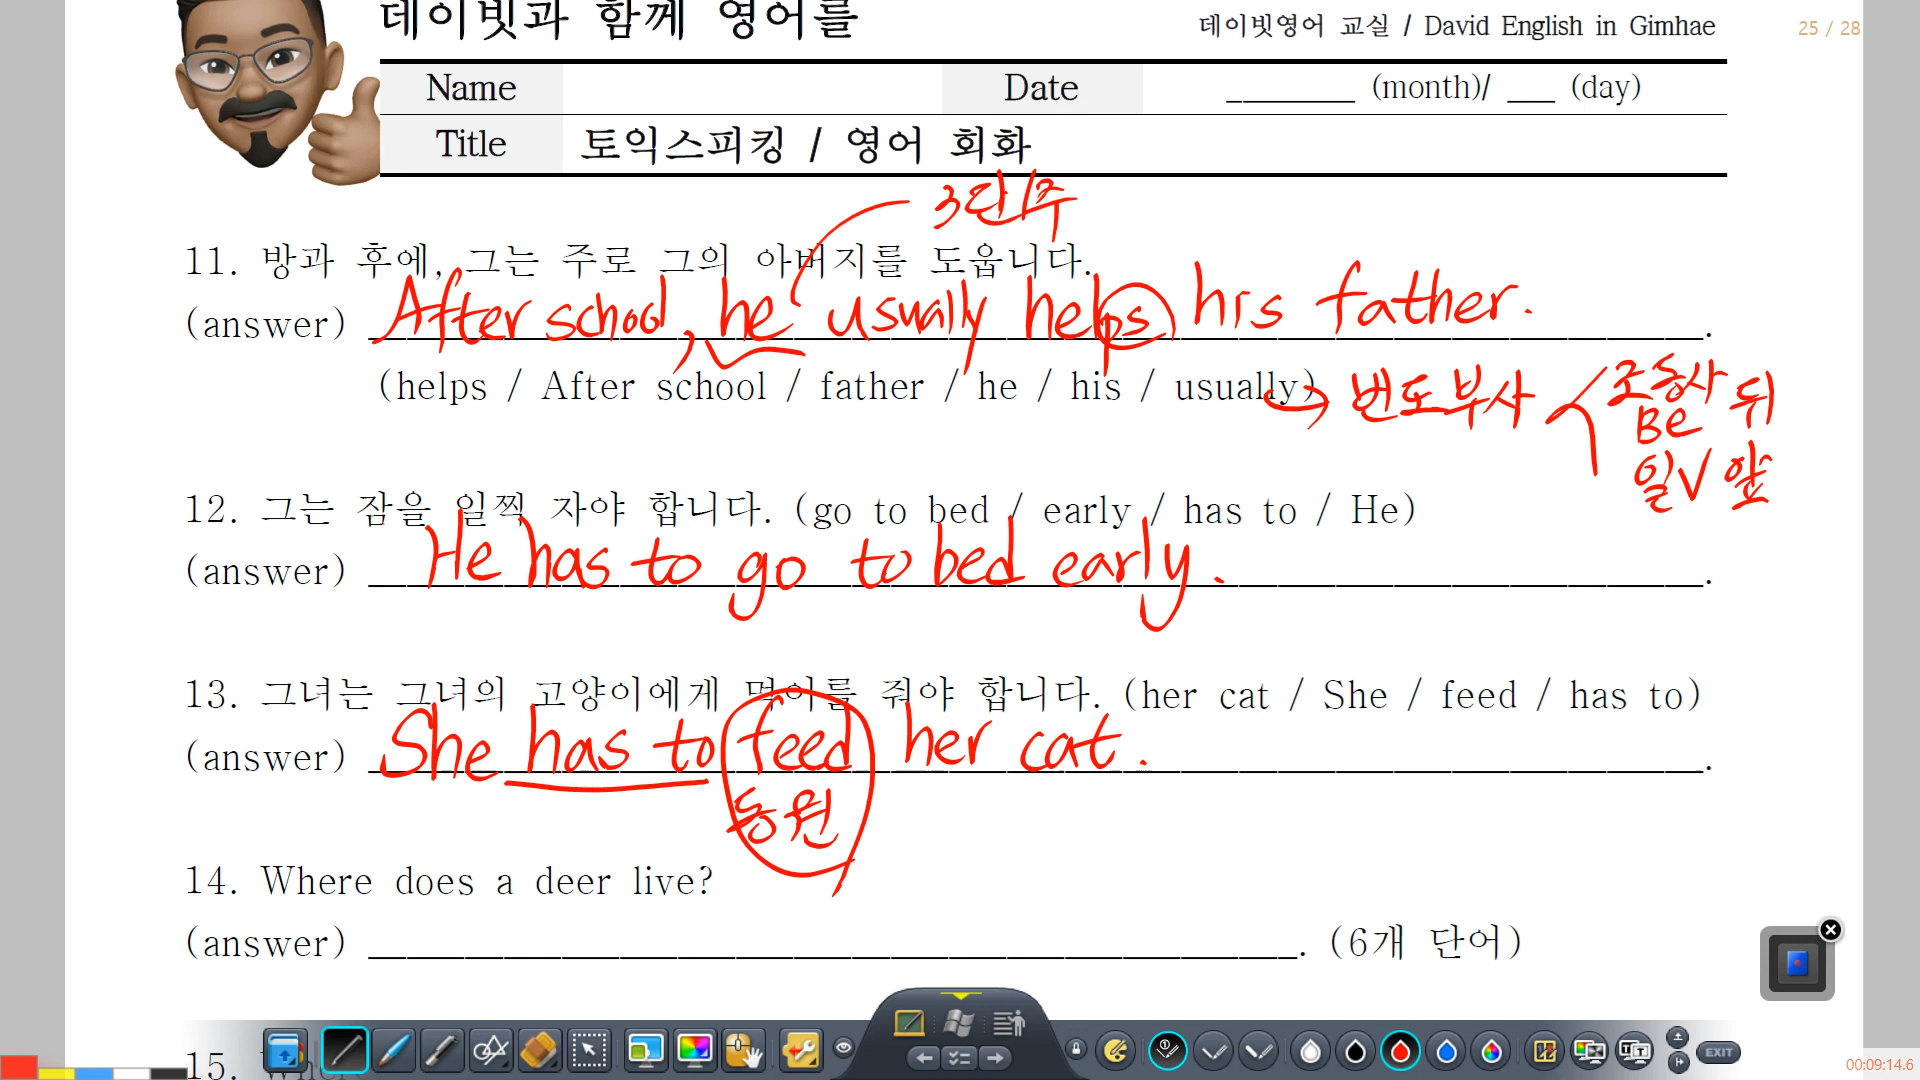 데이빗과 함께 영어를
데이빗영어 교실 / David English in Gimhae
25 / 28
Name
Date
(month)/ ___ (day)
Title
토익스피킹 / 영어 회화
3단/주
11. 방과 후에, 그는 주로 그의 아버지를 도웁니다.
(answer) After school, he usually helps his father.
(helps / After school / father / he / his / usually) → 빈도부사
조동사 뒤
Be
일V 앞
12. 그는 잠을 일찍 자야 합니다. (go to bed / early / has to / He)
(answer) He has to go to bed early.
13. 그녀는 그녀의 고양이에게 먹이를 줘야 합니다. (her cat / She / feed / has to)
(answer) She has to feed her cat.
동원
14. Where does a deer live?
(answer) ______. (6개 단어)
15.
EXIT
00:09:14.6